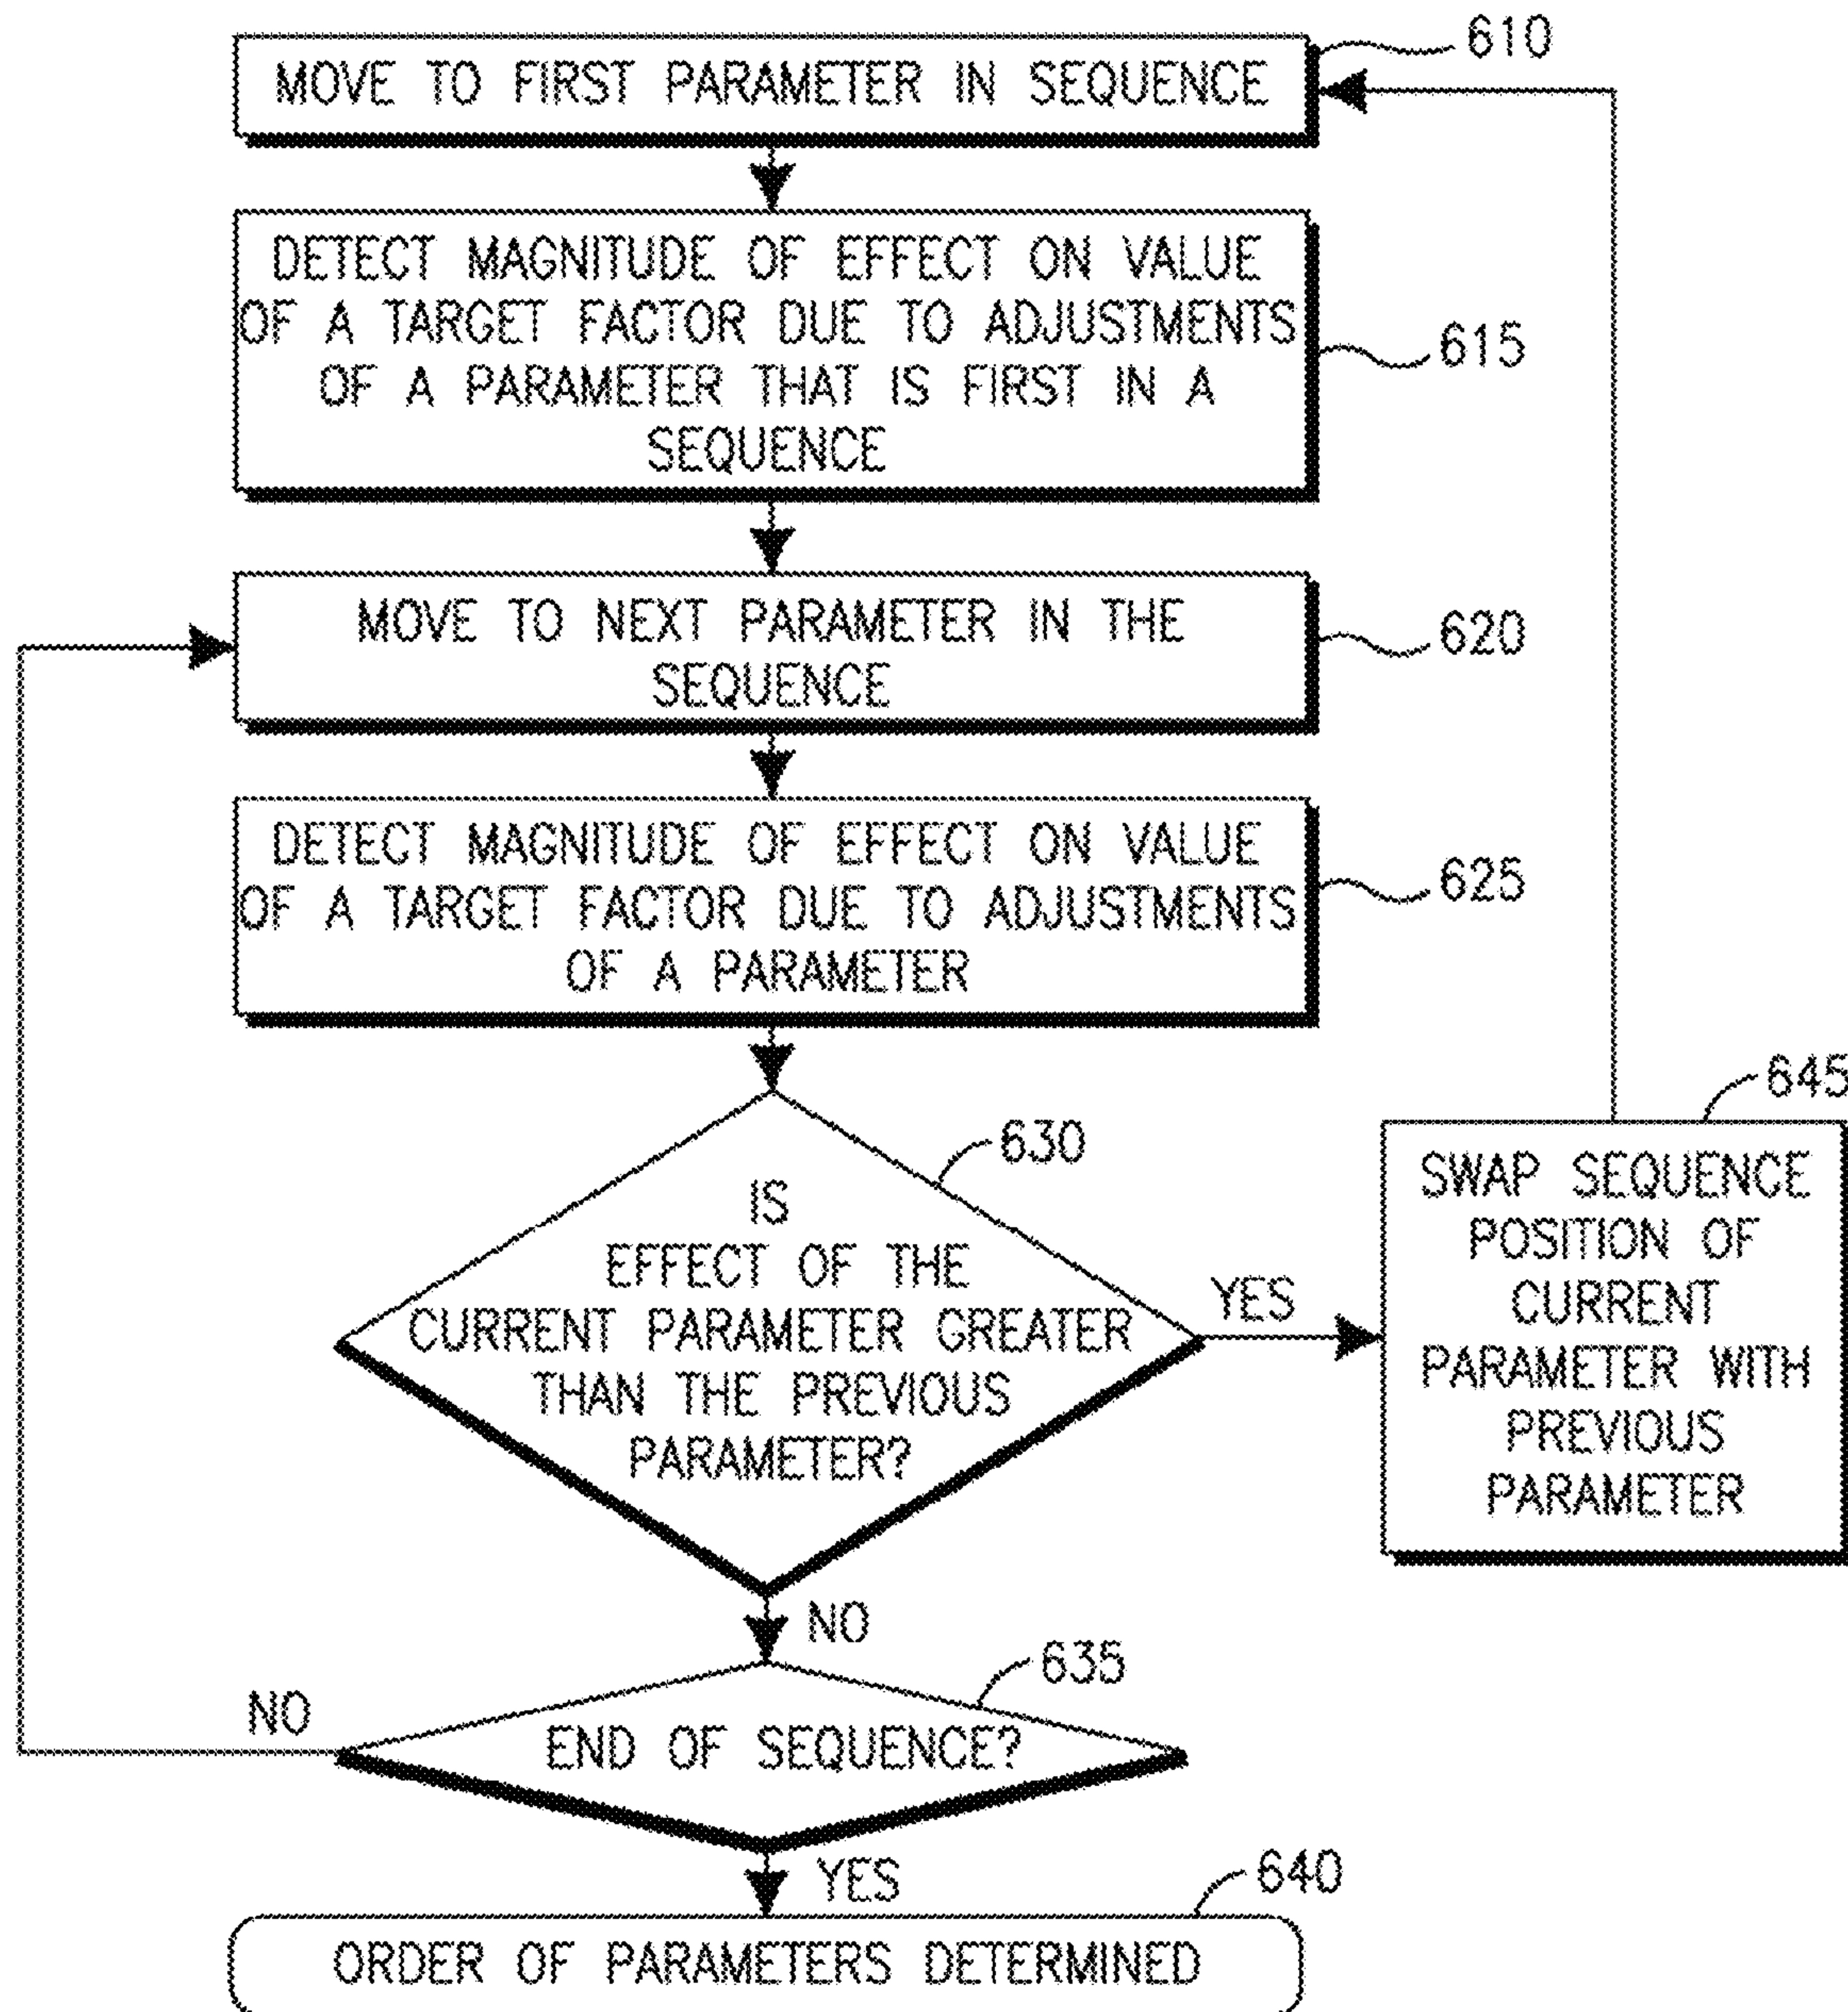 610
MOVE TO FIRST PARAMETER IN SEQUENCE
DETECT MAGNITUDE OF EFFECT ON VALUE
OF A TARGET FACTOR DUE TO ADJUSTMENTS
OF A PARAMETER THAT IS FIRST IN A
SEQUENCE
615
MOVE TO NEXT PARAMETER IN THE
SEQUENCE
620
DETECT MAGNITUDE OF EFFECT ON VALUE
OF A TARGET FACTOR DUE TO ADJUSTMENTS
OF A PARAMETER
625
630
IS
EFFECT OF THE
CURRENT PARAMETER GREATER
THAN THE PREVIOUS
PARAMETER?
YES
645
SWAP SEQUENCE
POSITION OF
CURRENT
PARAMETER WITH
PREVIOUS
PARAMETER
NO
635
NO
END OF SEQUENCE?
YES
640
ORDER OF PARAMETERS DETERMINED